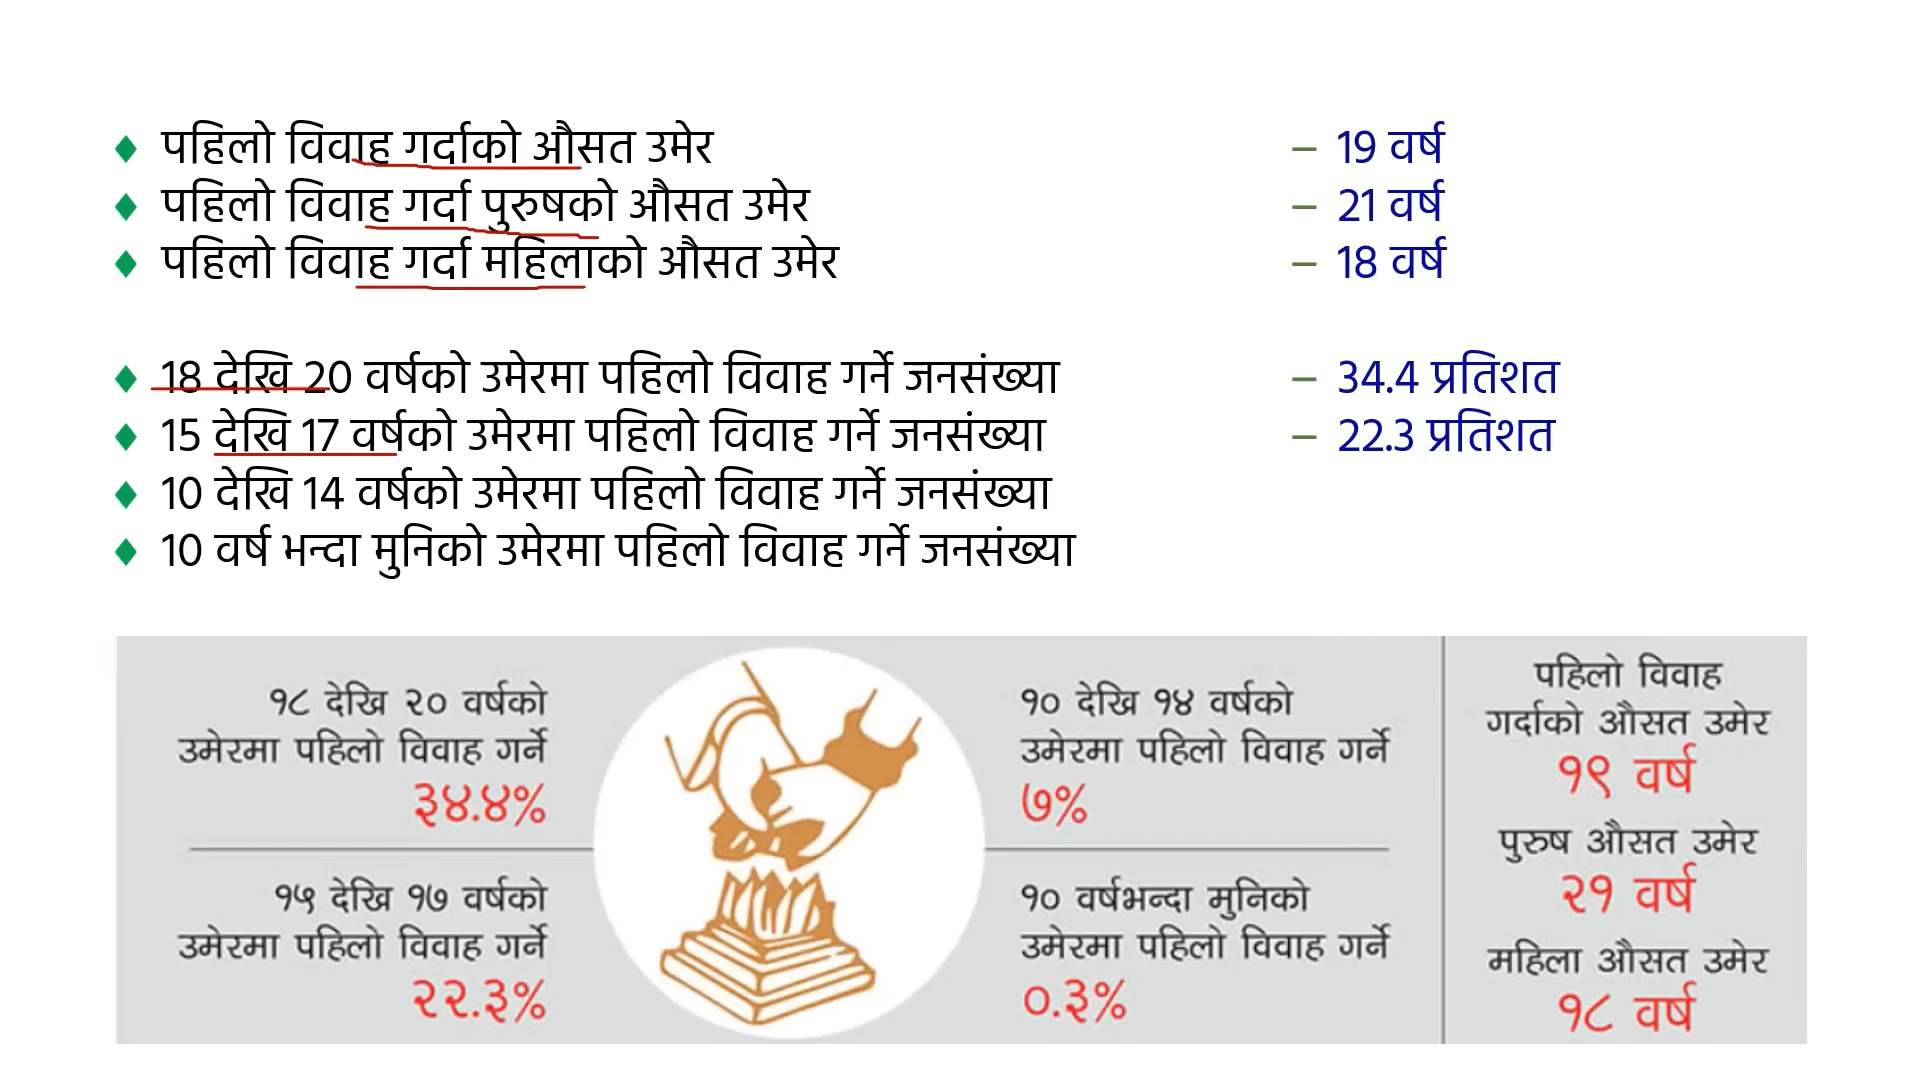 ♦ पहिलो विवाह गर्दाको औसत उमेर – 19 वर्ष
♦ पहिलो विवाह गर्दा पुरुषको औसत उमेर – 21 वर्ष
♦ पहिलो विवाह गर्दा महिलाको औसत उमेर – 18 वर्ष
♦ 18 देखि 20 वर्षको उमेरमा पहिलो विवाह गर्ने जनसंख्या – 34.4 प्रतिशत
♦ 15 देखि 17 वर्षको उमेरमा पहिलो विवाह गर्ने जनसंख्या – 22.3 प्रतिशत
♦ 10 देखि 14 वर्षको उमेरमा पहिलो विवाह गर्ने जनसंख्या
♦ 10 वर्ष भन्दा मुनिको उमेरमा पहिलो विवाह गर्ने जनसंख्या
१८ देखि २० वर्षको
उमेरमा पहिलो विवाह गर्ने
३४.४%
१५ देखि १७ वर्षको
उमेरमा पहिलो विवाह गर्ने
२२.३%
१० देखि १४ वर्षको
उमेरमा पहिलो विवाह गर्ने
७%
१० वर्षभन्दा मुनिको
उमेरमा पहिलो विवाह गर्ने
०.३%
पहिलो विवाह
गर्दाको औसत उमेर
१९ वर्ष
पुरुष औसत उमेर
२१ वर्ष
महिला औसत उमेर
१८ वर्ष